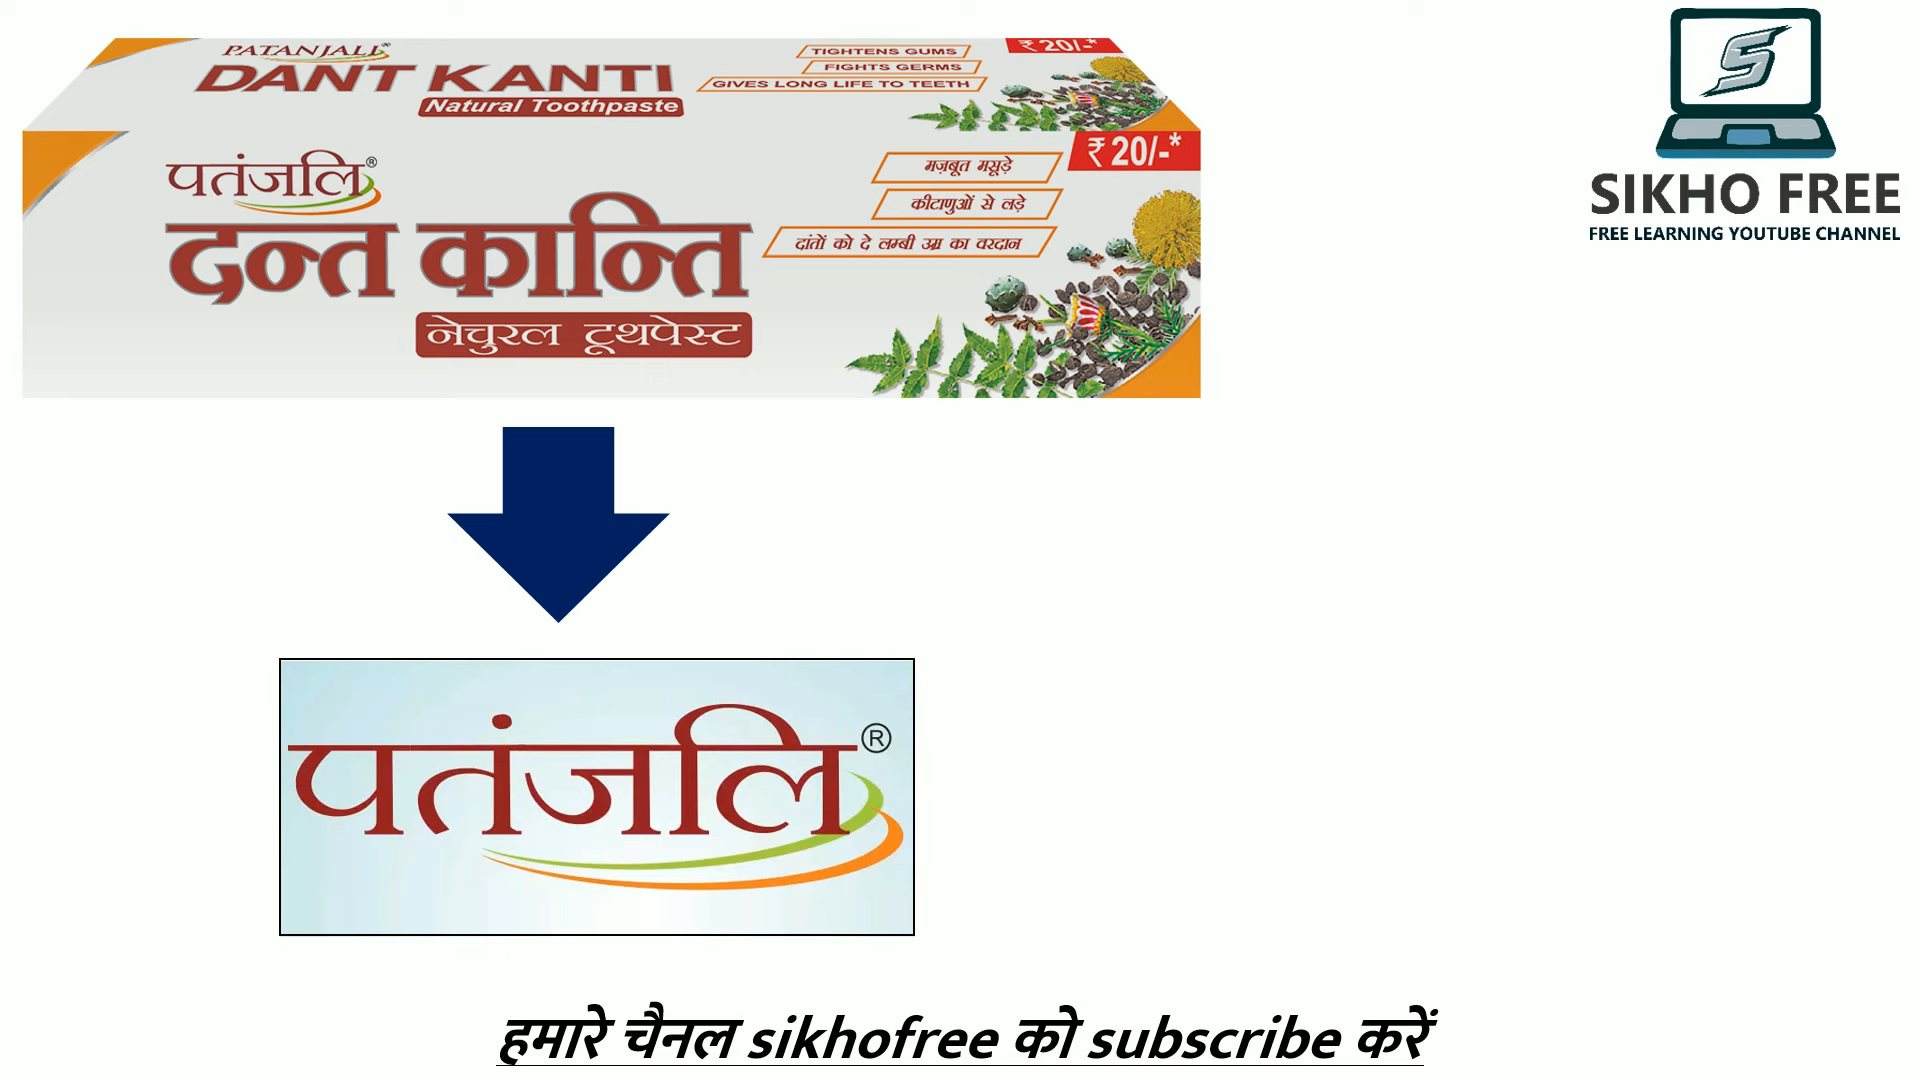 PATANJALI®
DANT KANTI
Natural Toothpaste
TIGHTENS GUMS
FIGHTS GERMS
GIVES LONG LIFE TO TEETH
₹20/-*
पतंजलि®
दन्त कान्ति
नेचुरल टूथपेस्ट
मज़बूत मसूड़े
कीटाणुओं से लड़े
दांतों को दे लम्बी उम्र का वरदान
₹20/-*
S
SIKHO FREE
FREE LEARNING YOUTUBE CHANNEL
पतंजलि®
हमारे चैनल sikhofree को subscribe करें